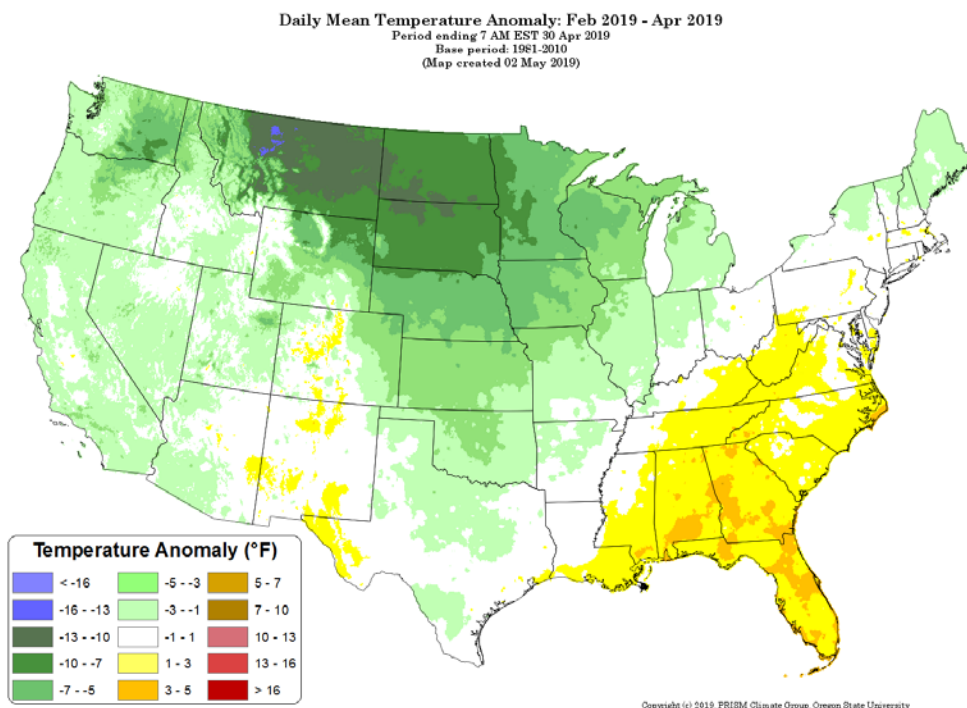 Daily Mean Temperature Anomaly: Feb 2019 - Apr 2019
Period ending 7 AM EST 30 Apr 2019
Base period: 1981-2010
(Map created 02 May 2019)
Temperature Anomaly (°F)
< -16
-5 - -3
5 - 7
-16 - -13
-3 - -1
7 - 10
-13 - -10
-1 - 1
10 - 13
-10 - -7
1 - 3
13 - 16
-7 - -5
3 - 5
> 16
Copyright (c) 2019, PRISM Climate Group, Oregon State University